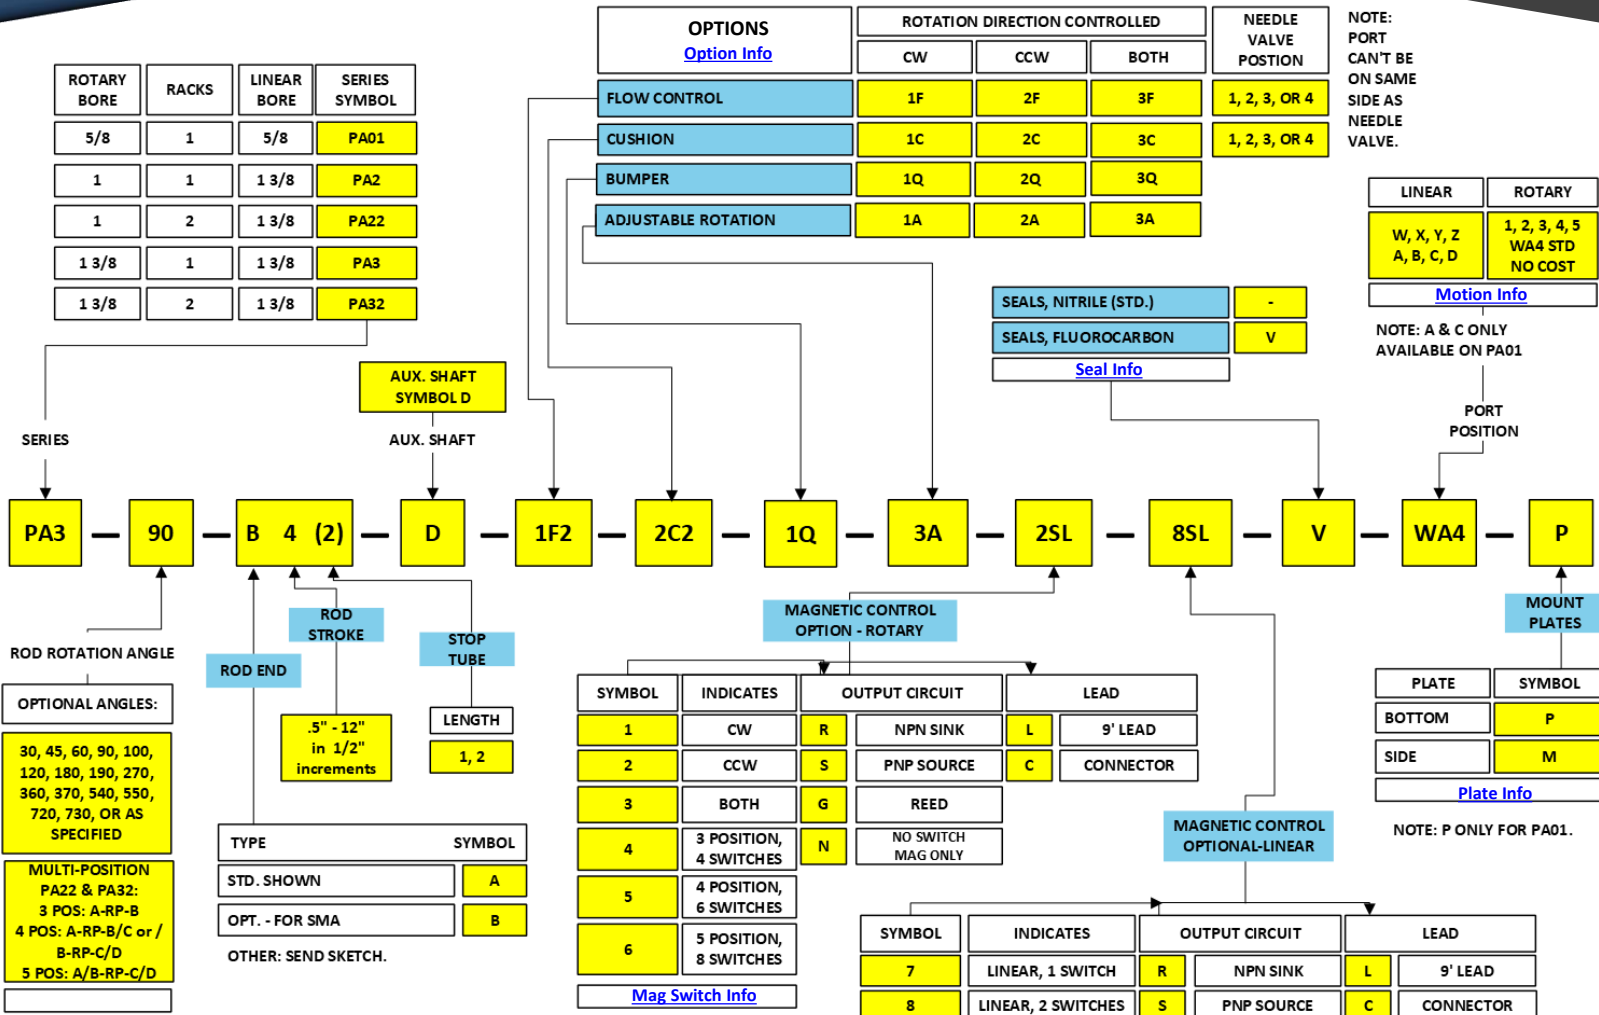 OPTIONS
Option Info
ROTATION DIRECTION CONTROLLED
CW
CCW
BOTH
NEEDLE
VALVE
POSTION
NOTE:
PORT
CAN'T BE
ON SAME
SIDE AS
NEEDLE
VALVE.
FLOW CONTROL
1F
2F
3F
1, 2, 3, OR 4
CUSHION
1C
2C
3C
1, 2, 3, OR 4
BUMPER
1Q
2Q
3Q
ADJUSTABLE ROTATION
1A
2A
3A
ROTARY
BORE
RACKS
LINEAR
BORE
SERIES
SYMBOL
5/8
1
5/8
PA01
1
1
1 3/8
PA2
1
2
1 3/8
PA22
1 3/8
1
1 3/8
PA3
1 3/8
2
1 3/8
PA32
LINEAR
ROTARY
W, X, Y, Z
A, B, C, D
1, 2, 3, 4, 5
WA4 STD
NO COST
Motion Info
NOTE: A & C ONLY
AVAILABLE ON PA01
SEALS, NITRILE (STD.)
-
SEALS, FLUOROCARBON
V
Seal Info
AUX. SHAFT
SYMBOL D
SERIES
AUX. SHAFT
PORT
POSITION
PA3
90
B 4 (2)
D
1F2
2C2
1Q
3A
2SL
8SL
V
WA4
P
ROD ROTATION ANGLE
OPTIONAL ANGLES:
30, 45, 60, 90, 100,
120, 180, 190, 270,
360, 370, 540, 550,
720, 730, OR AS
SPECIFIED
MULTI-POSITION
PA22 & PA32:
3 POS: A-RP-B
4 POS: A-RP-B/C or /
B-RP-C/D
5 POS: A/B-RP-C/D
ROD END
ROD
STROKE
STOP
TUBE
.5" - 12"
in 1/2"
increments
LENGTH
1, 2
TYPE
SYMBOL
STD. SHOWN
A
OPT. - FOR SMA
B
OTHER: SEND SKETCH.
MAGNETIC CONTROL
OPTION - ROTARY
SYMBOL
INDICATES
OUTPUT CIRCUIT
LEAD
1
CW
R
NPN SINK
L
9' LEAD
2
CCW
S
PNP SOURCE
C
CONNECTOR
3
BOTH
G
REED
4
3 POSITION,
4 SWITCHES
N
NO SWITCH
MAG ONLY
5
4 POSITION,
6 SWITCHES
6
5 POSITION,
8 SWITCHES
Mag Switch Info
MAGNETIC CONTROL
OPTIONAL-LINEAR
SYMBOL
INDICATES
OUTPUT CIRCUIT
LEAD
7
LINEAR, 1 SWITCH
R
NPN SINK
L
9' LEAD
8
LINEAR, 2 SWITCHES
S
PNP SOURCE
C
CONNECTOR
MOUNT
PLATES
PLATE
SYMBOL
BOTTOM
P
SIDE
M
Plate Info
NOTE: P ONLY FOR PA01.